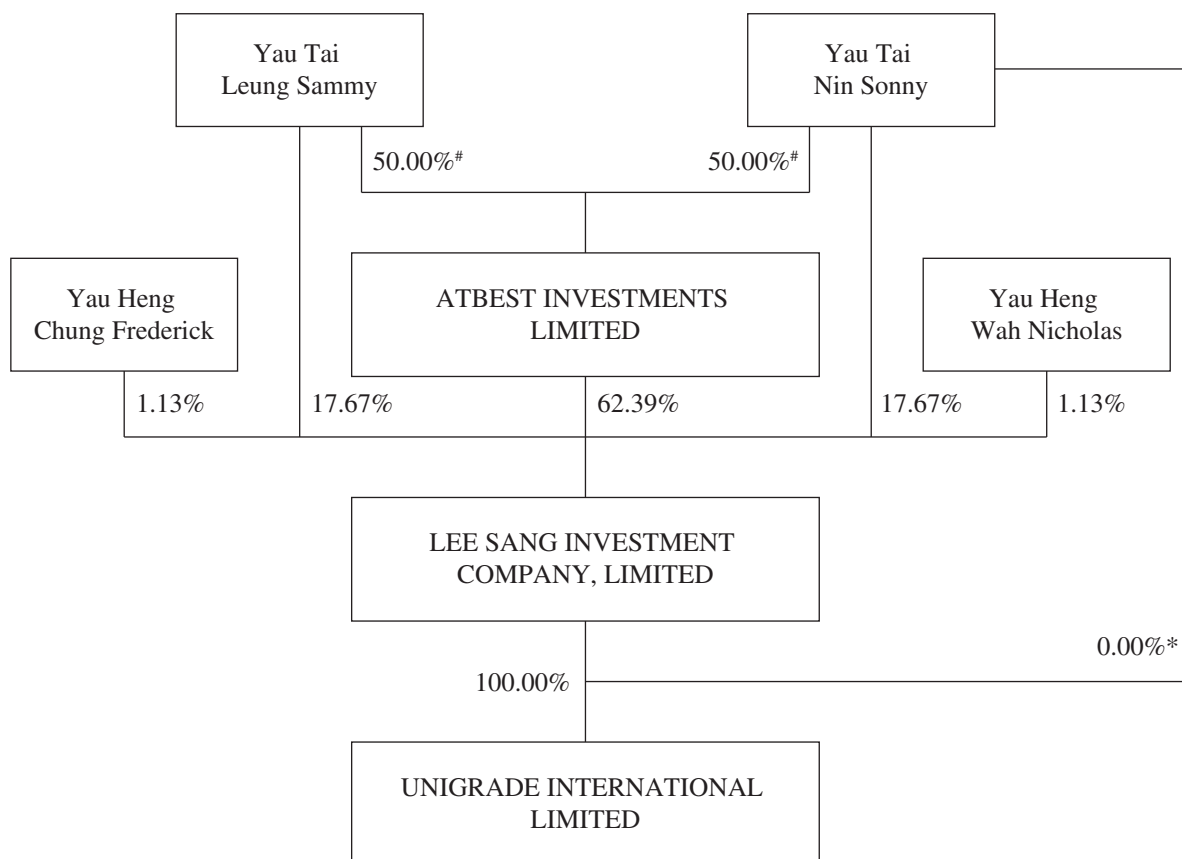 Yau Tai
Leung Sammy
Yau Tai
Nin Sonny
50.00%#
50.00%#
Yau Heng
Chung Frederick
ATBEST INVESTMENTS
LIMITED
Yau Heng
Wah Nicholas
1.13%
17.67%
62.39%
17.67%
1.13%
LEE SANG INVESTMENT
COMPANY, LIMITED
0.00%*
100.00%
UNIGRADE INTERNATIONAL
LIMITED